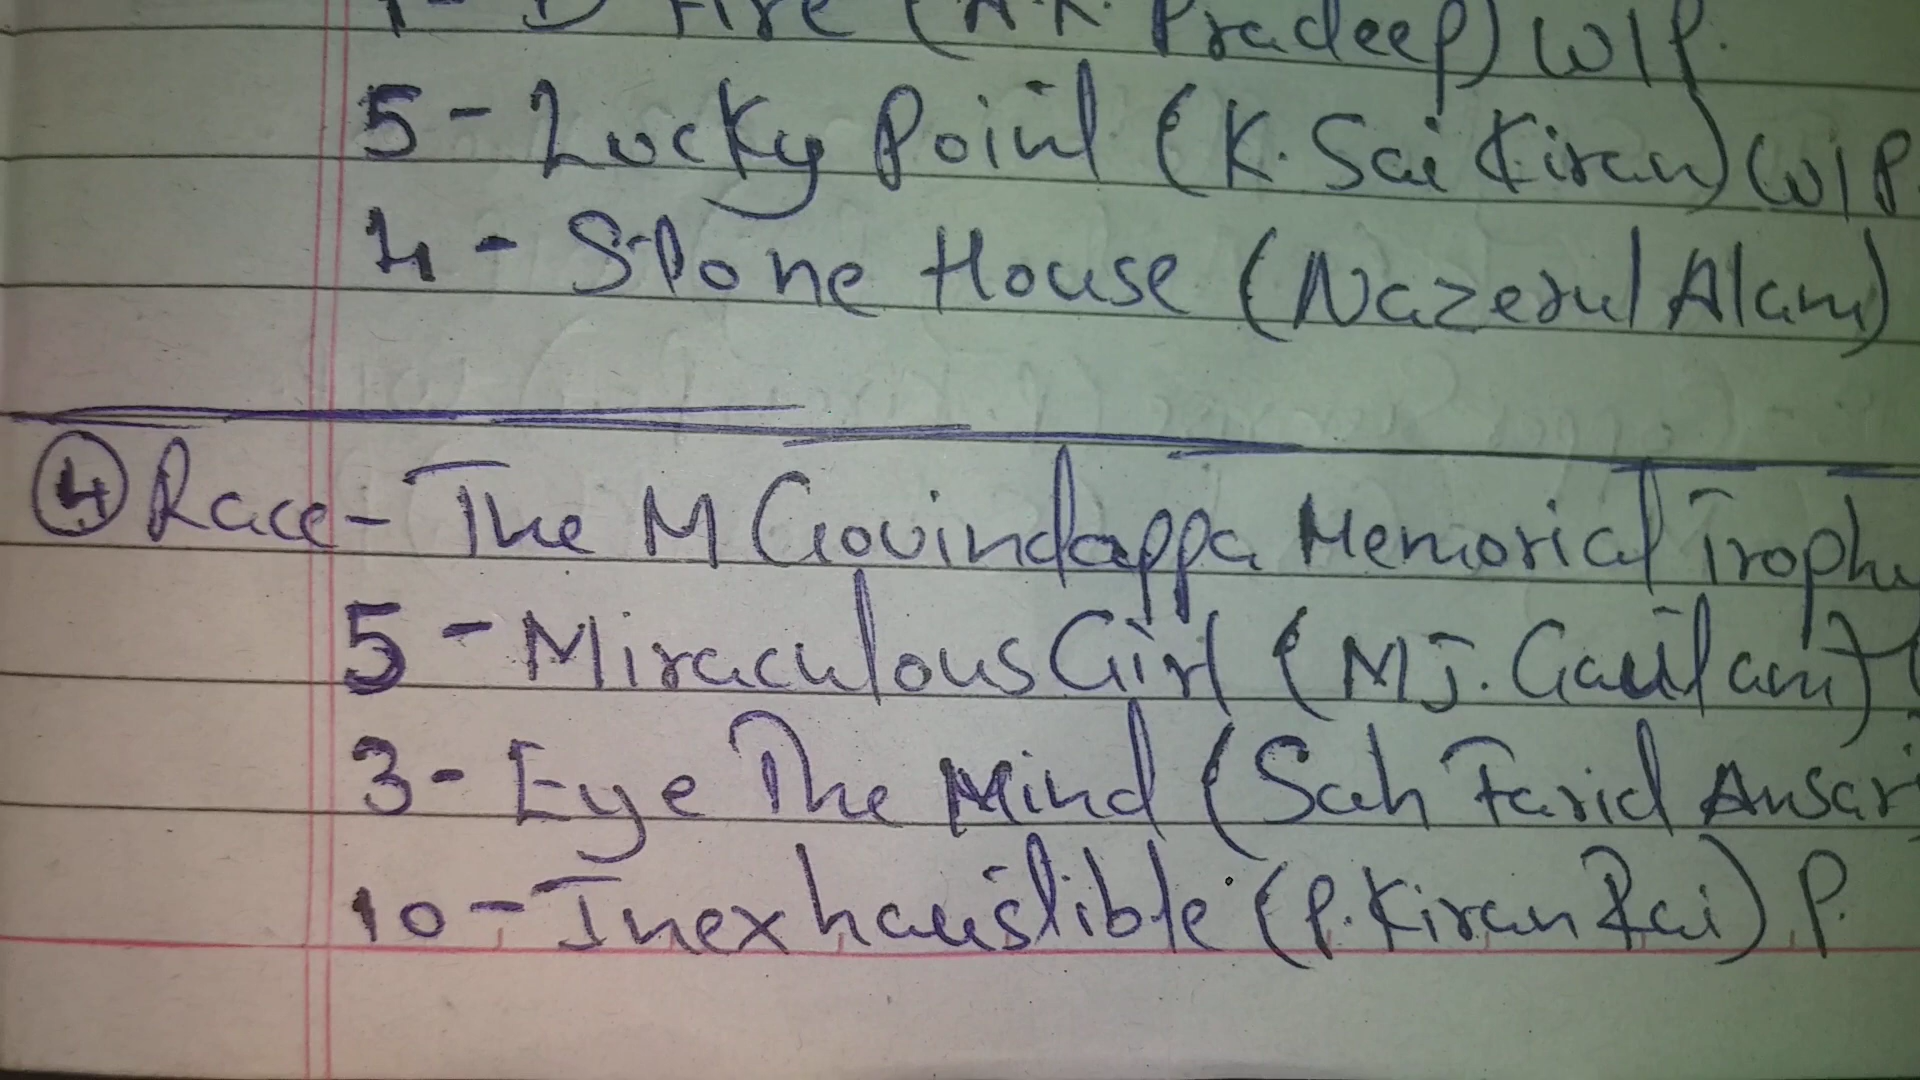 D Fire (A.K. Pradeep) W/P.
5 - Lucky Point (K. Sai Kiran) W/P.
4 - Stone House (Nazerul Alam)
4 Race - The M Govindappa Memorial Trophy
5 - Miraculous Girl (M J. Gautam)
3 - Eye The Mind (Sah Farid Ansari
10 - Inexhaustible (P. Kiran Rai) P.